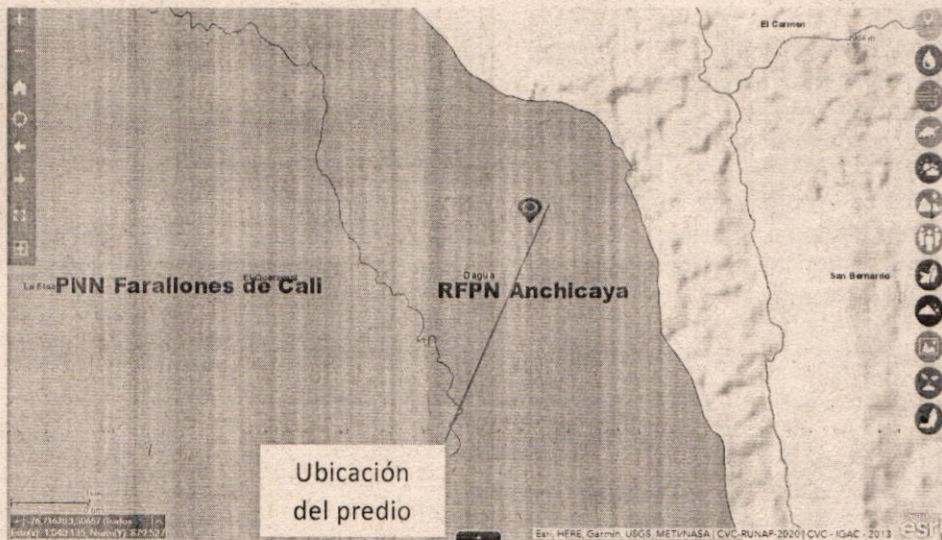 El Carmen
Dagua
San Bernardo
PNN Farallones de Cali
RFPN Anchicaya
Ubicación
del predio
Esri, HERE, Garmin, USGS, METI/NASA | CVC-RUNAP-2020 | CVC - IGAC - 2013
esri